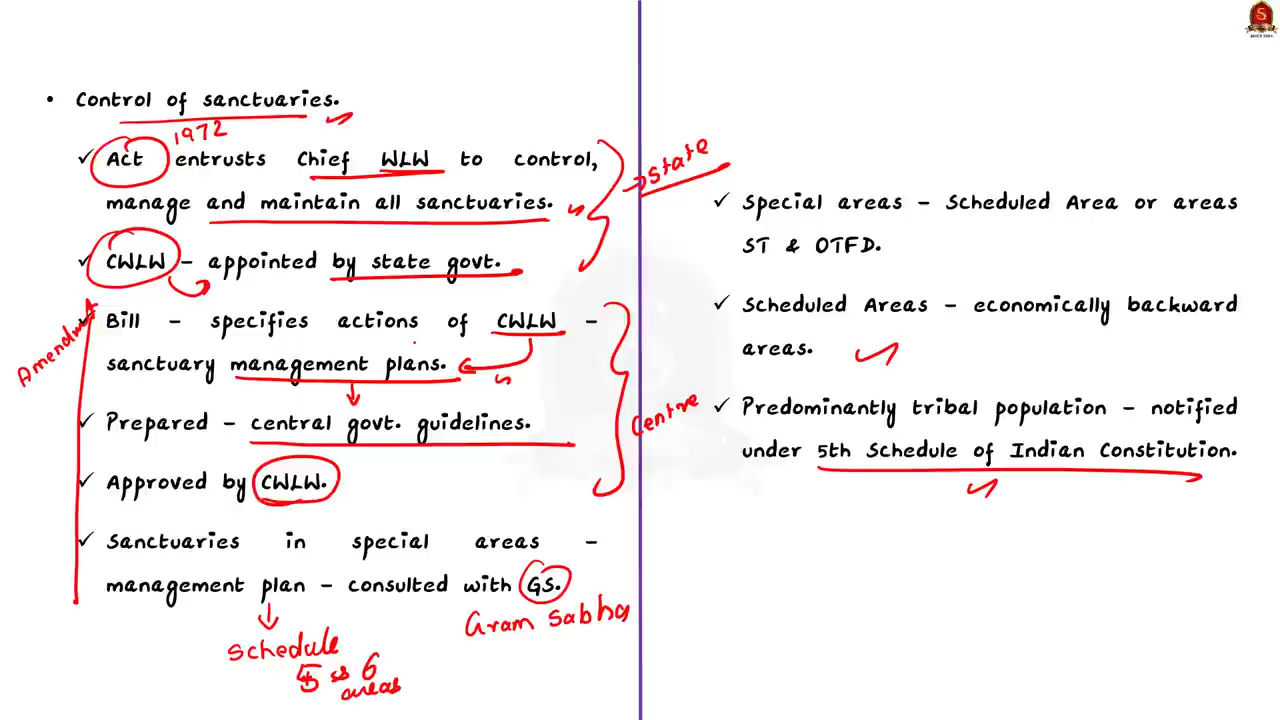 • Control of sanctuaries.
1972
✓ Act entrusts Chief WLW to control,
manage and maintain all sanctuaries.
✓ CWLW - appointed by state govt.
State
Amendment
✓ Bill - specifies actions of CWLW -
sanctuary management plans.
✓ Prepared - central govt. guidelines.
Centre
✓ Approved by CWLW.
✓ Sanctuaries in special areas -
management plan - consulted with GS.
Gram Sabha
Schedule
5 6
areas
✓ Special areas - Scheduled Area or areas
ST & OTFD.
✓ Scheduled Areas - economically backward
areas.
✓ Predominantly tribal population - notified
under 5th Schedule of Indian Constitution.
S